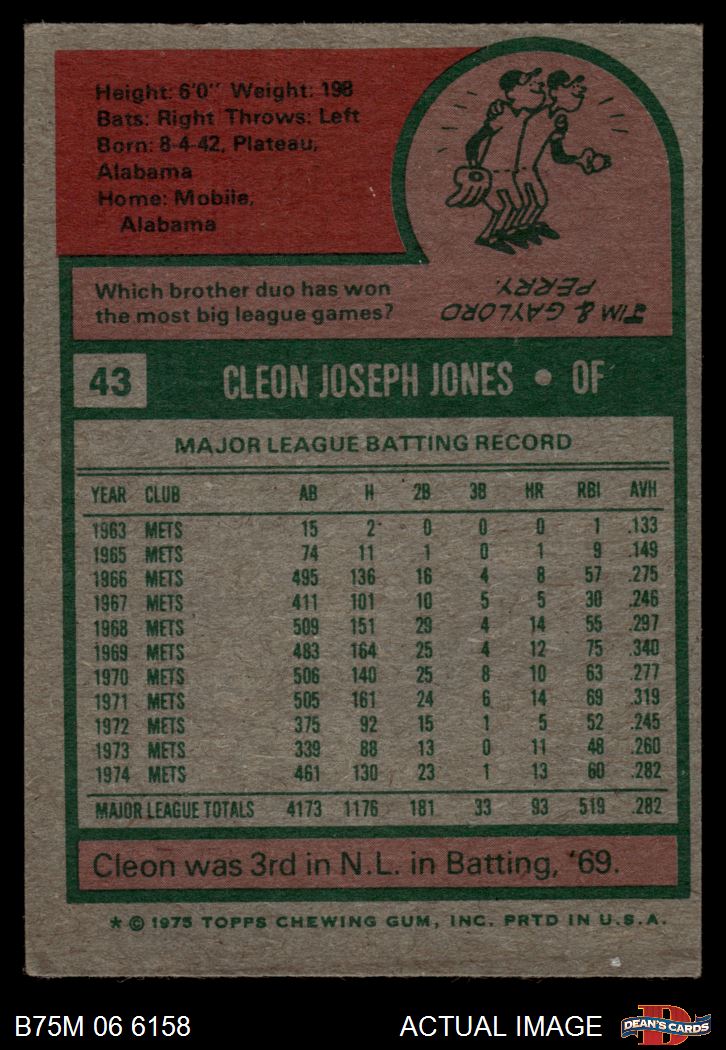 Height: 6'0" Weight: 198
Bats: Right Throws: Left
Born: 8-4-42, Plateau,
Alabama
Home: Mobile,
Alabama
Which brother duo has won
the most big league games?
JIM & GAYLORD
PERRY.
43 CLEON JOSEPH JONES • OF
MAJOR LEAGUE BATTING RECORD
YEAR CLUB AB H 2B 3B HR RBI AVH
1963 METS 15 2 0 0 0 1 .133
1965 METS 74 11 1 0 1 9 .149
1966 METS 495 136 16 4 8 57 .275
1967 METS 411 101 10 5 5 30 .246
1968 METS 509 151 29 4 14 55 .297
1969 METS 483 164 25 4 12 75 .340
1970 METS 506 140 25 8 10 63 .277
1971 METS 505 161 24 6 14 69 .319
1972 METS 375 92 15 1 5 52 .245
1973 METS 339 88 13 0 11 48 .260
1974 METS 461 130 23 1 13 60 .282
MAJOR LEAGUE TOTALS 4173 1176 181 33 93 519 .282
Cleon was 3rd in N.L. in Batting, '69.
* © 1975 TOPPS CHEWING GUM, INC. PRTD IN U.S.A.
B75M 06 6158 ACTUAL IMAGE DEAN'S CARDS